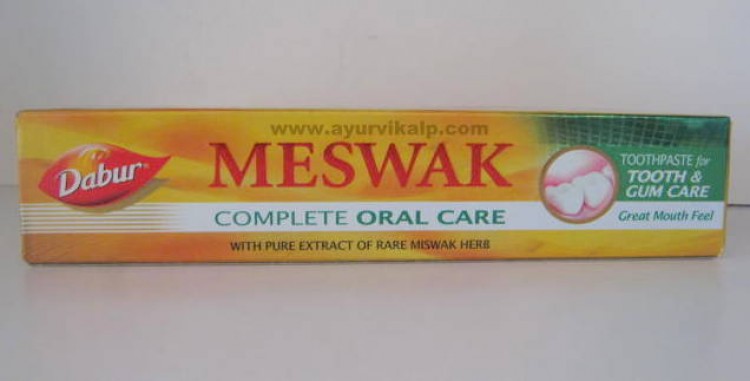 www.ayurvikalp.com
Dabur®
MESWAK
COMPLETE ORAL CARE
WITH PURE EXTRACT OF RARE MISWAK HERB
TOOTHPASTE for
TOOTH &
GUM CARE
Great Mouth Feel